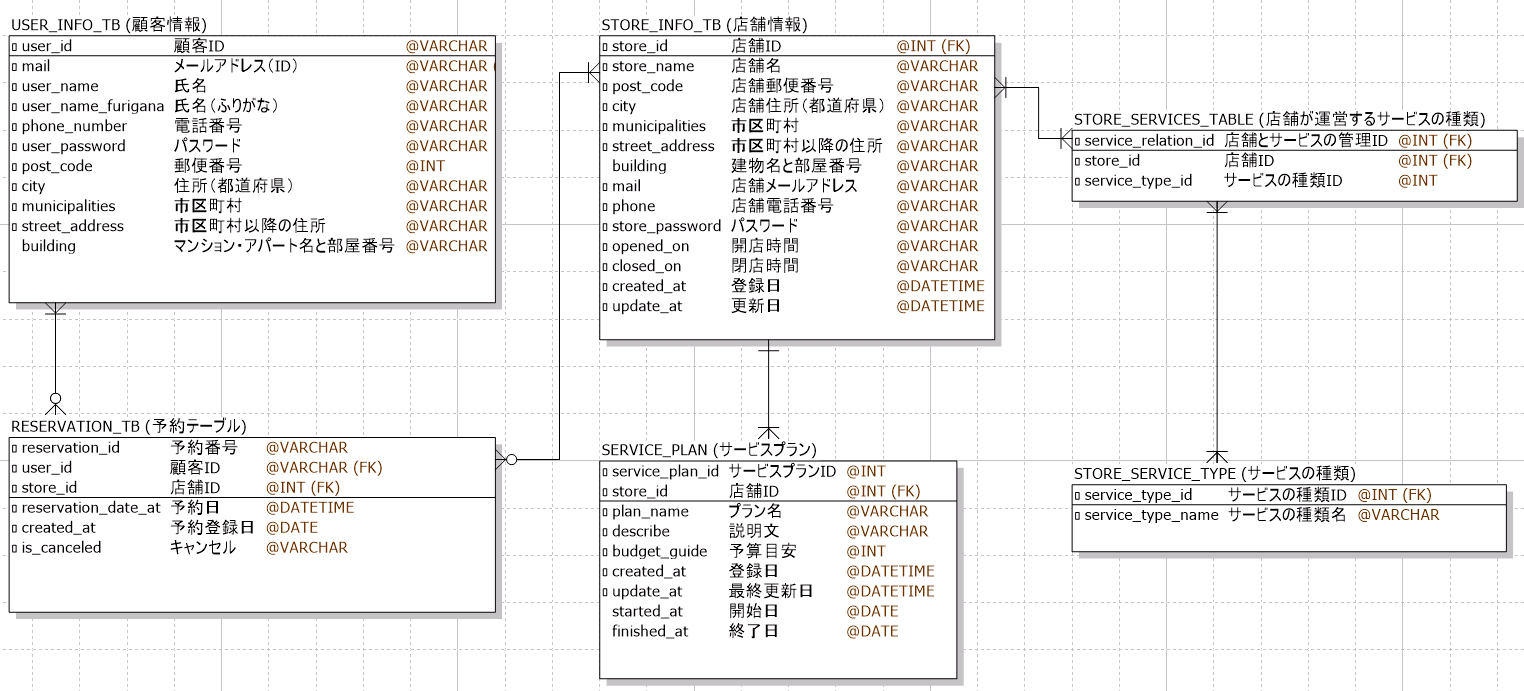 USER_INFO_TB (顧客情報)
user_id 顧客ID @VARCHAR
mail メールアドレス(ID) @VARCHAR (
user_name 氏名 @VARCHAR
user_name_furigana 氏名(ふりがな) @VARCHAR
phone_number 電話番号 @VARCHAR
user_password パスワード @VARCHAR
post_code 郵便番号 @INT
city 住所(都道府県) @VARCHAR
municipalities 市区町村 @VARCHAR
street_address 市区町村以降の住所 @VARCHAR
building マンション・アパート名と部屋番号 @VARCHAR
STORE_INFO_TB (店舗情報)
store_id 店舗ID @INT (FK)
store_name 店舗名 @VARCHAR
post_code 店舗郵便番号 @VARCHAR
city 店舗住所(都道府県) @VARCHAR
municipalities 市区町村 @VARCHAR
street_address 市区町村以降の住所 @VARCHAR
building 建物名と部屋番号 @VARCHAR
mail 店舗メールアドレス @VARCHAR
phone 店舗電話番号 @VARCHAR
store_password パスワード @VARCHAR
opened_on 開店時間 @VARCHAR
closed_on 閉店時間 @VARCHAR
created_at 登録日 @DATETIME
update_at 更新日 @DATETIME
STORE_SERVICES_TABLE (店舗が運営するサービスの種類)
service_relation_id 店舗とサービスの管理ID @INT (FK)
store_id 店舗ID @INT (FK)
service_type_id サービスの種類ID @INT
RESERVATION_TB (予約テーブル)
reservation_id 予約番号 @VARCHAR
user_id 顧客ID @VARCHAR (FK)
store_id 店舗ID @INT (FK)
reservation_date_at 予約日 @DATETIME
created_at 予約登録日 @DATE
is_canceled キャンセル @VARCHAR
SERVICE_PLAN (サービスプラン)
service_plan_id サービスプランID @INT
store_id 店舗ID @INT (FK)
plan_name プラン名 @VARCHAR
describe 説明文 @VARCHAR
budget_guide 予算目安 @INT
created_at 登録日 @DATETIME
update_at 最終更新日 @DATETIME
started_at 開始日 @DATE
finished_at 終了日 @DATE
STORE_SERVICE_TYPE (サービスの種類)
service_type_id サービスの種類ID @INT (FK)
service_type_name サービスの種類名 @VARCHAR